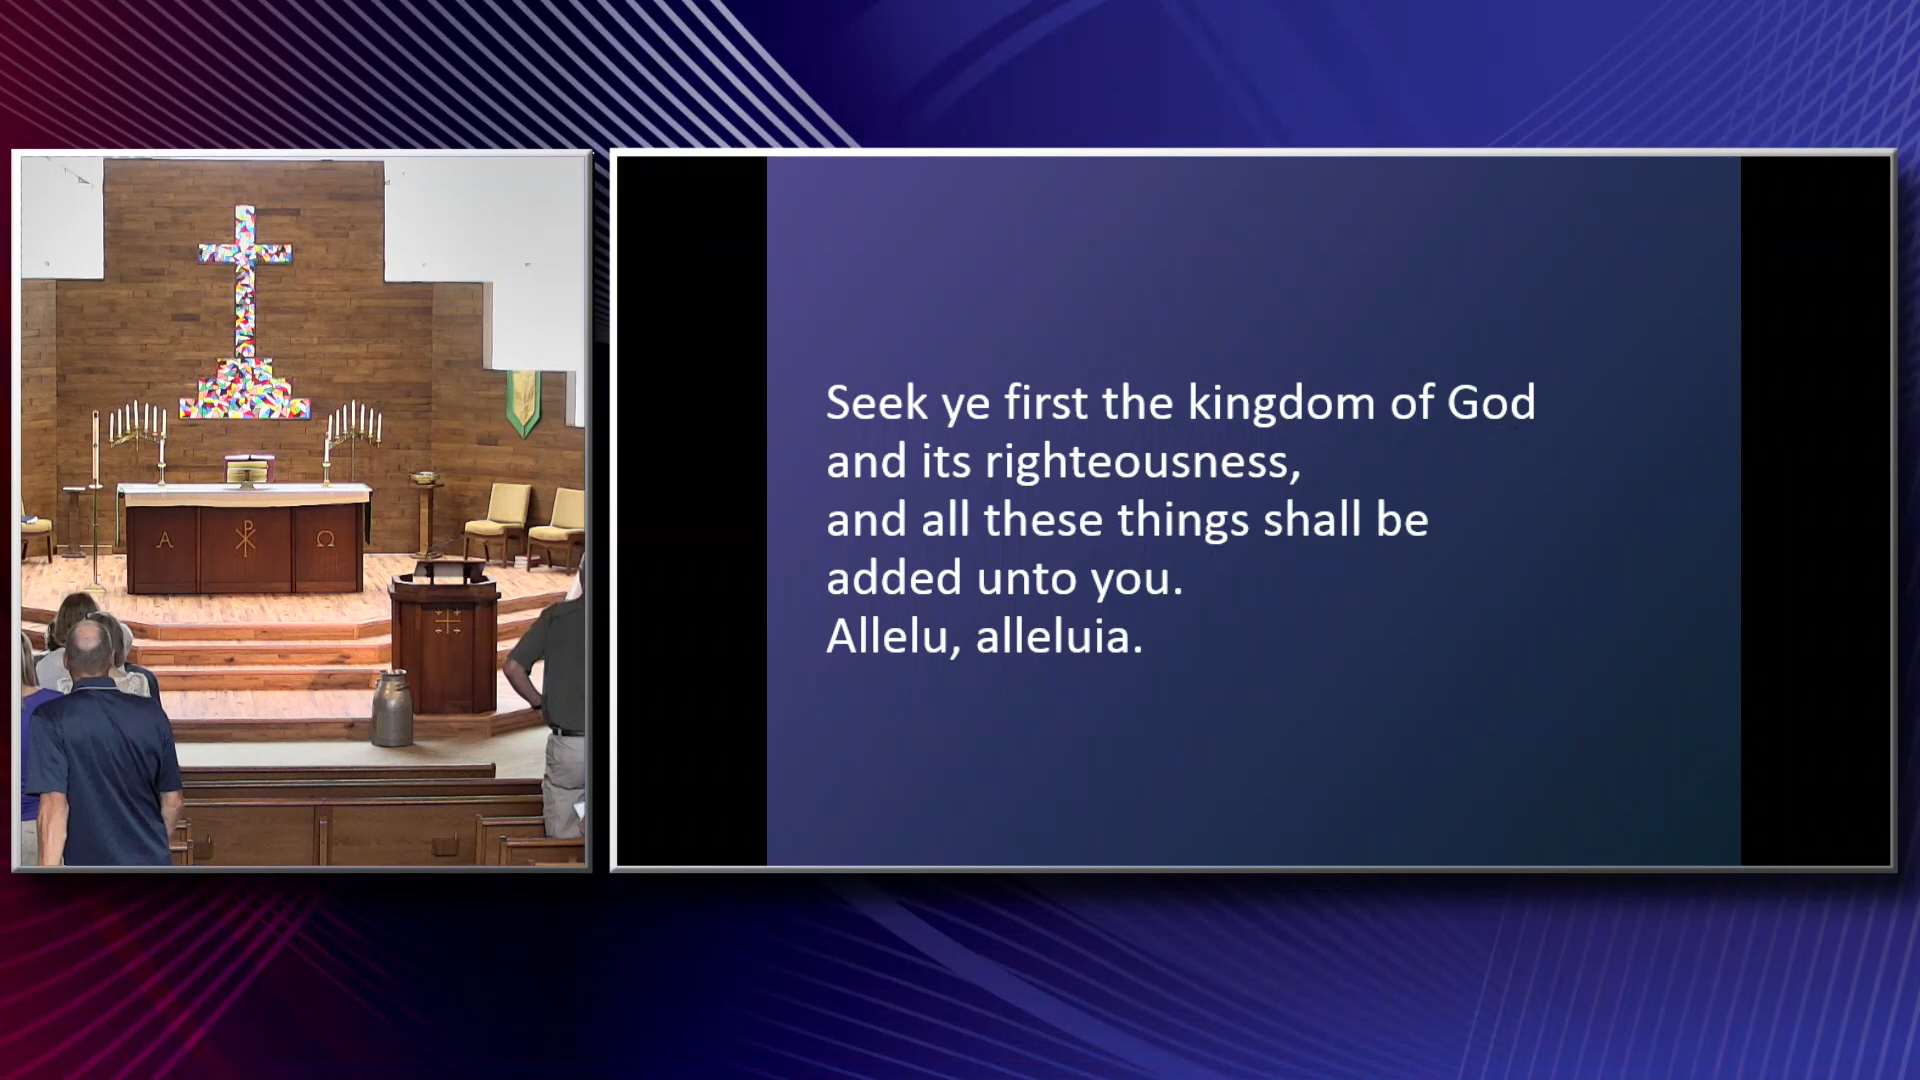 Α
Ω
Seek ye first the kingdom of God
and its righteousness,
and all these things shall be
added unto you.
Allelu, alleluia.